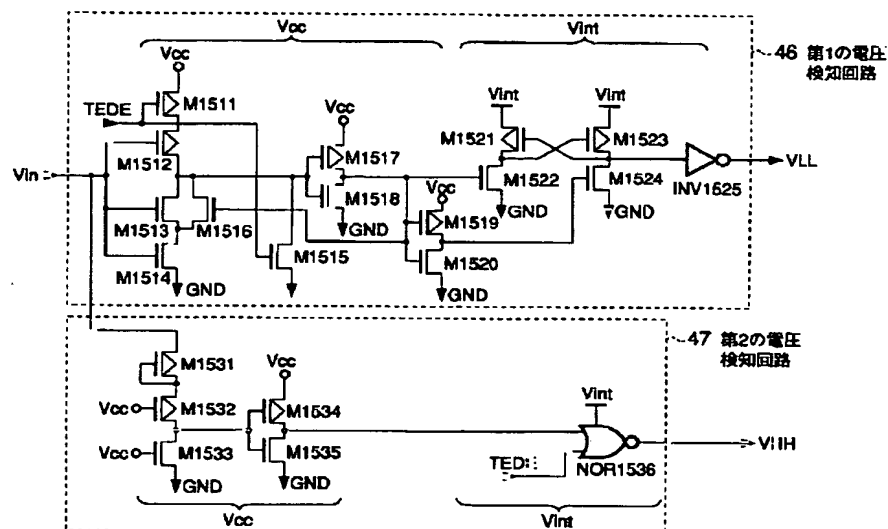 Vcc
Vint
46 第1の電圧
検知回路
Vcc
TEDE
M1511
M1512
Vin
M1513
M1516
M1514
GND
M1515
Vcc
M1517
M1518
GND
Vcc
M1519
M1520
GND
Vint
Vint
M1521
M1523
M1522
M1524
GND
GND
INV1525
VLL
47 第2の電圧
検知回路
M1531
Vcc
M1532
Vcc
M1533
GND
Vcc
M1534
M1535
GND
Vint
NOR1536
VHH
Vcc
Vint